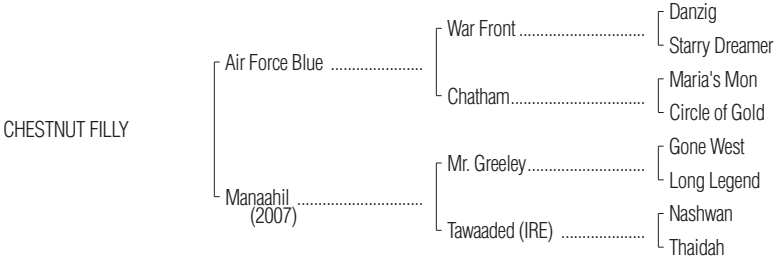 Danzig
War Front ..............................
Starry Dreamer
Air Force Blue ......................
Maria's Mon
Chatham................................
Circle of Gold
CHESTNUT FILLY
Gone West
Mr. Greeley............................
Long Legend
Manaahil ..............................
(2007)
Nashwan
Tawaaded (IRE) ....................
Thaidah